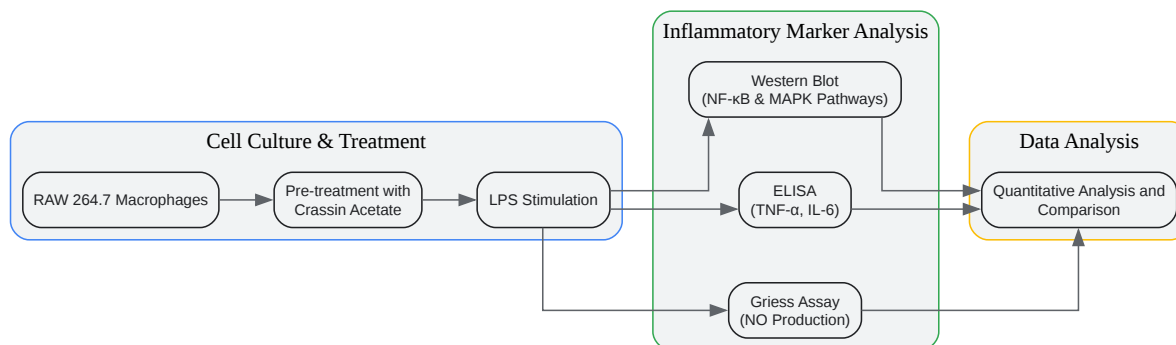 Inflammatory Marker Analysis
Western Blot
(NF-κB & MAPK Pathways)
Cell Culture & Treatment
Data Analysis
RAW 264.7 Macrophages
Pre-treatment with
Crassin Acetate
LPS Stimulation
ELISA
(TNF-α, IL-6)
Quantitative Analysis and
Comparison
Griess Assay
(NO Production)